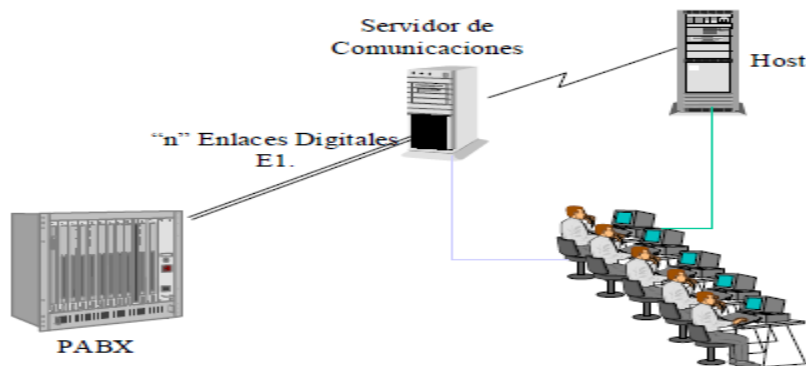 Servidor de
Comunicaciones
Host
“n” Enlaces Digitales
E1.
PABX